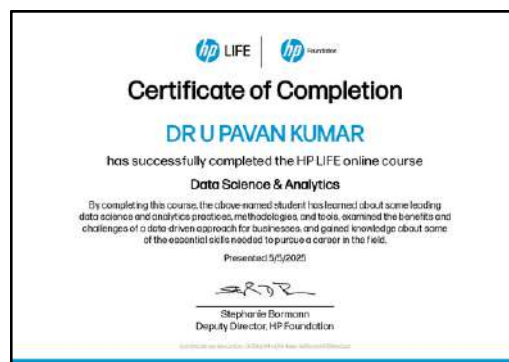 hp LIFE hp Foundation
Certificate of Completion
DR U PAVAN KUMAR
has successfully completed the HP LIFE online course
Data Science & Analytics
By completing this course, the above-named student has learned about some leading
data science and analytics practices, methodologies, and tools, examined the benefits and
challenges of a data-driven approach for businesses, and gained knowledge about some
of the essential skills needed to pursue a career in the field.
Presented 5/5/2025
Stephanie Bormann
Deputy Director, HP Foundation